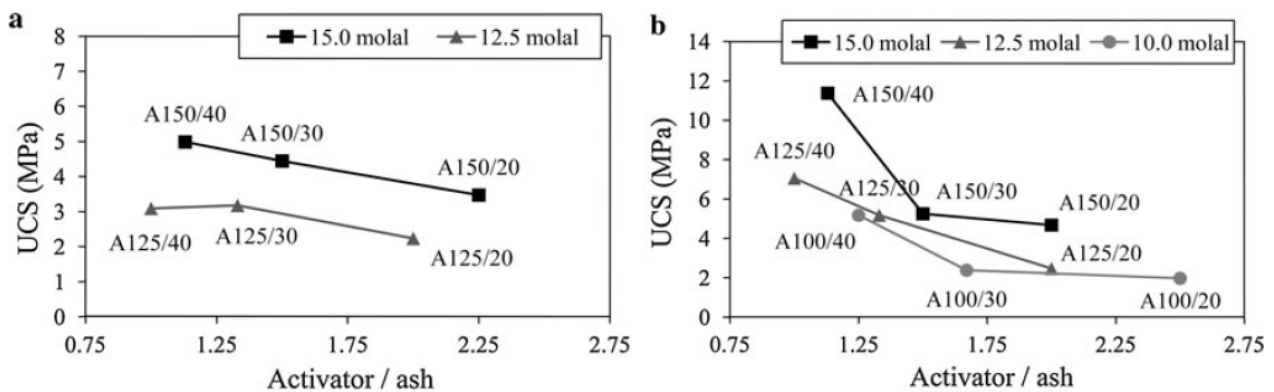 a
15.0 molal 12.5 molal
8
7
6
5
4
3
2
1
0
UCS (MPa)
A150/40
A150/30
A150/20
A125/40
A125/30
A125/20
0.75 1.25 1.75 2.25 2.75
Activator / ash
b
15.0 molal 12.5 molal 10.0 molal
14
12
10
8
6
4
2
0
UCS (MPa)
A150/40
A125/40
A125/30
A150/30
A150/20
A100/40
A125/20
A100/30
A100/20
0.75 1.25 1.75 2.25 2.75
Activator / ash